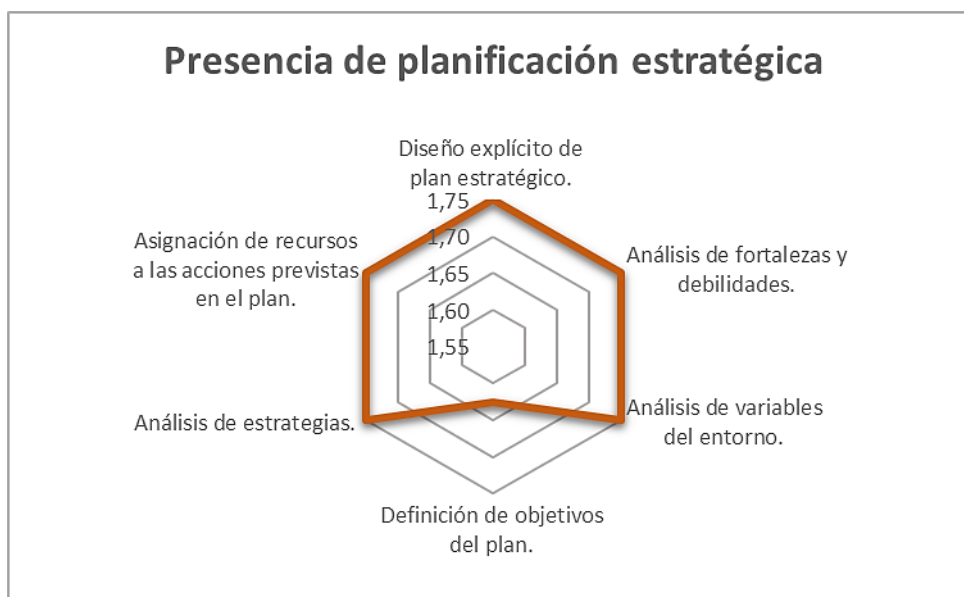 Presencia de planificación estratégica
Diseño explícito de
plan estratégico.
1,75
1,70
1,65
1,60
1,55
Análisis de fortalezas y
debilidades.
Análisis de variables
del entorno.
Definición de objetivos
del plan.
Análisis de estrategias.
Asignación de recursos
a las acciones previstas
en el plan.